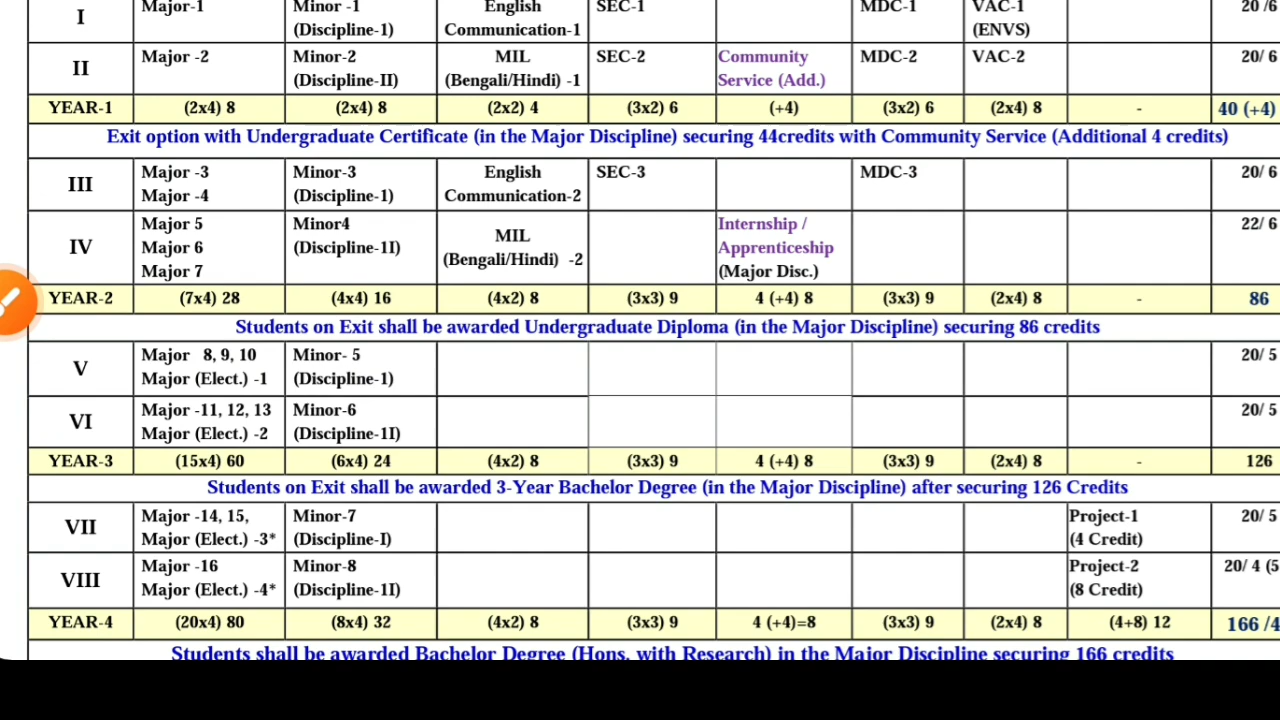 I Major-1 Minor -1 English SEC-1 MDC-1 VAC-1 20 /6
(Discipline-1) Communication-1 (ENVS)
II Major -2 Minor-2 MIL SEC-2 Community MDC-2 VAC-2 20/ 6
(Discipline-II) (Bengali/Hindi) -1 Service (Add.)
YEAR-1 (2x4) 8 (2x4) 8 (2x2) 4 (3x2) 6 (+4) (3x2) 6 (2x4) 8 - 40 (+4)
Exit option with Undergraduate Certificate (in the Major Discipline) securing 44credits with Community Service (Additional 4 credits)
III Major -3 Minor-3 English SEC-3 MDC-3 20/ 6
Major -4 (Discipline-1) Communication-2
IV Major 5 Minor4 MIL Internship / 22/ 6
Major 6 (Discipline-1I) (Bengali/Hindi) -2 Apprenticeship
Major 7 (Major Disc.)
YEAR-2 (7x4) 28 (4x4) 16 (4x2) 8 (3x3) 9 4 (+4) 8 (3x3) 9 (2x4) 8 - 86
Students on Exit shall be awarded Undergraduate Diploma (in the Major Discipline) securing 86 credits
V Major 8, 9, 10 Minor- 5 20/ 5
Major (Elect.) -1 (Discipline-1)
VI Major -11, 12, 13 Minor-6 20/ 5
Major (Elect.) -2 (Discipline-1I)
YEAR-3 (15x4) 60 (6x4) 24 (4x2) 8 (3x3) 9 4 (+4) 8 (3x3) 9 (2x4) 8 - 126
Students on Exit shall be awarded 3-Year Bachelor Degree (in the Major Discipline) after securing 126 Credits
VII Major -14, 15, Minor-7 Project-1 20/ 5
Major (Elect.) -3* (Discipline-I) (4 Credit)
VIII Major -16 Minor-8 Project-2 20/ 4 (5
Major (Elect.) -4* (Discipline-1I) (8 Credit)
YEAR-4 (20x4) 80 (8x4) 32 (4x2) 8 (3x3) 9 4 (+4)=8 (3x3) 9 (2x4) 8 (4+8) 12 166 /4
Students shall be awarded Bachelor Degree (Hons. with Research) in the Major Discipline securing 166 credits